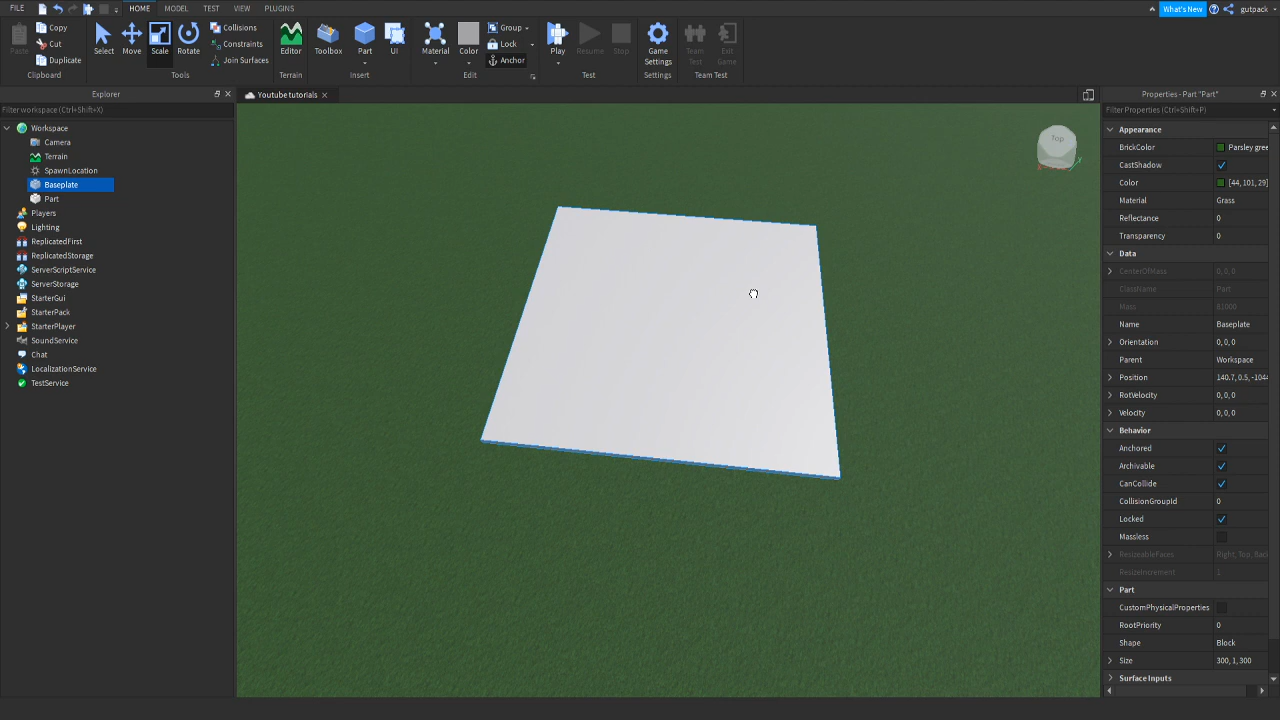 FILE HOME MODEL TEST VIEW PLUGINS What's New gutpack
Paste Copy Cut Duplicate Clipboard
Select Move Scale Rotate Collisions Constraints Join Surfaces Tools
Editor Terrain
Toolbox Part UI Insert
Material Color Group Lock Anchor Edit
Play Resume Stop Test
Game Settings Settings
Team Test Exit Game Team Test
Explorer
Filter workspace (Ctrl+Shift+X)
Workspace
Camera
Terrain
SpawnLocation
Baseplate
Part
Players
Lighting
ReplicatedFirst
ReplicatedStorage
ServerScriptService
ServerStorage
StarterGui
StarterPack
StarterPlayer
SoundService
Chat
LocalizationService
TestService
Youtube tutorials
Top
X Y
Properties - Part "Part"
Filter Properties (Ctrl+Shift+P)
Appearance
BrickColor Parsley gree
CastShadow
Color [44,101,29]
Material Grass
Reflectance 0
Transparency 0
Data
CenterOfMass 0, 0, 0
ClassName Part
Mass 81000
Name Baseplate
Orientation 0, 0, 0
Parent Workspace
Position 140.7, 0.5, -104
RotVelocity 0, 0, 0
Velocity 0, 0, 0
Behavior
Anchored
Archivable
CanCollide
CollisionGroupId 0
Locked
Massless
ResizeableFaces Right, Top, Bac
ResizeIncrement 1
Part
CustomPhysicalProperties
RootPriority 0
Shape Block
Size 300, 1, 300
Surface Inputs